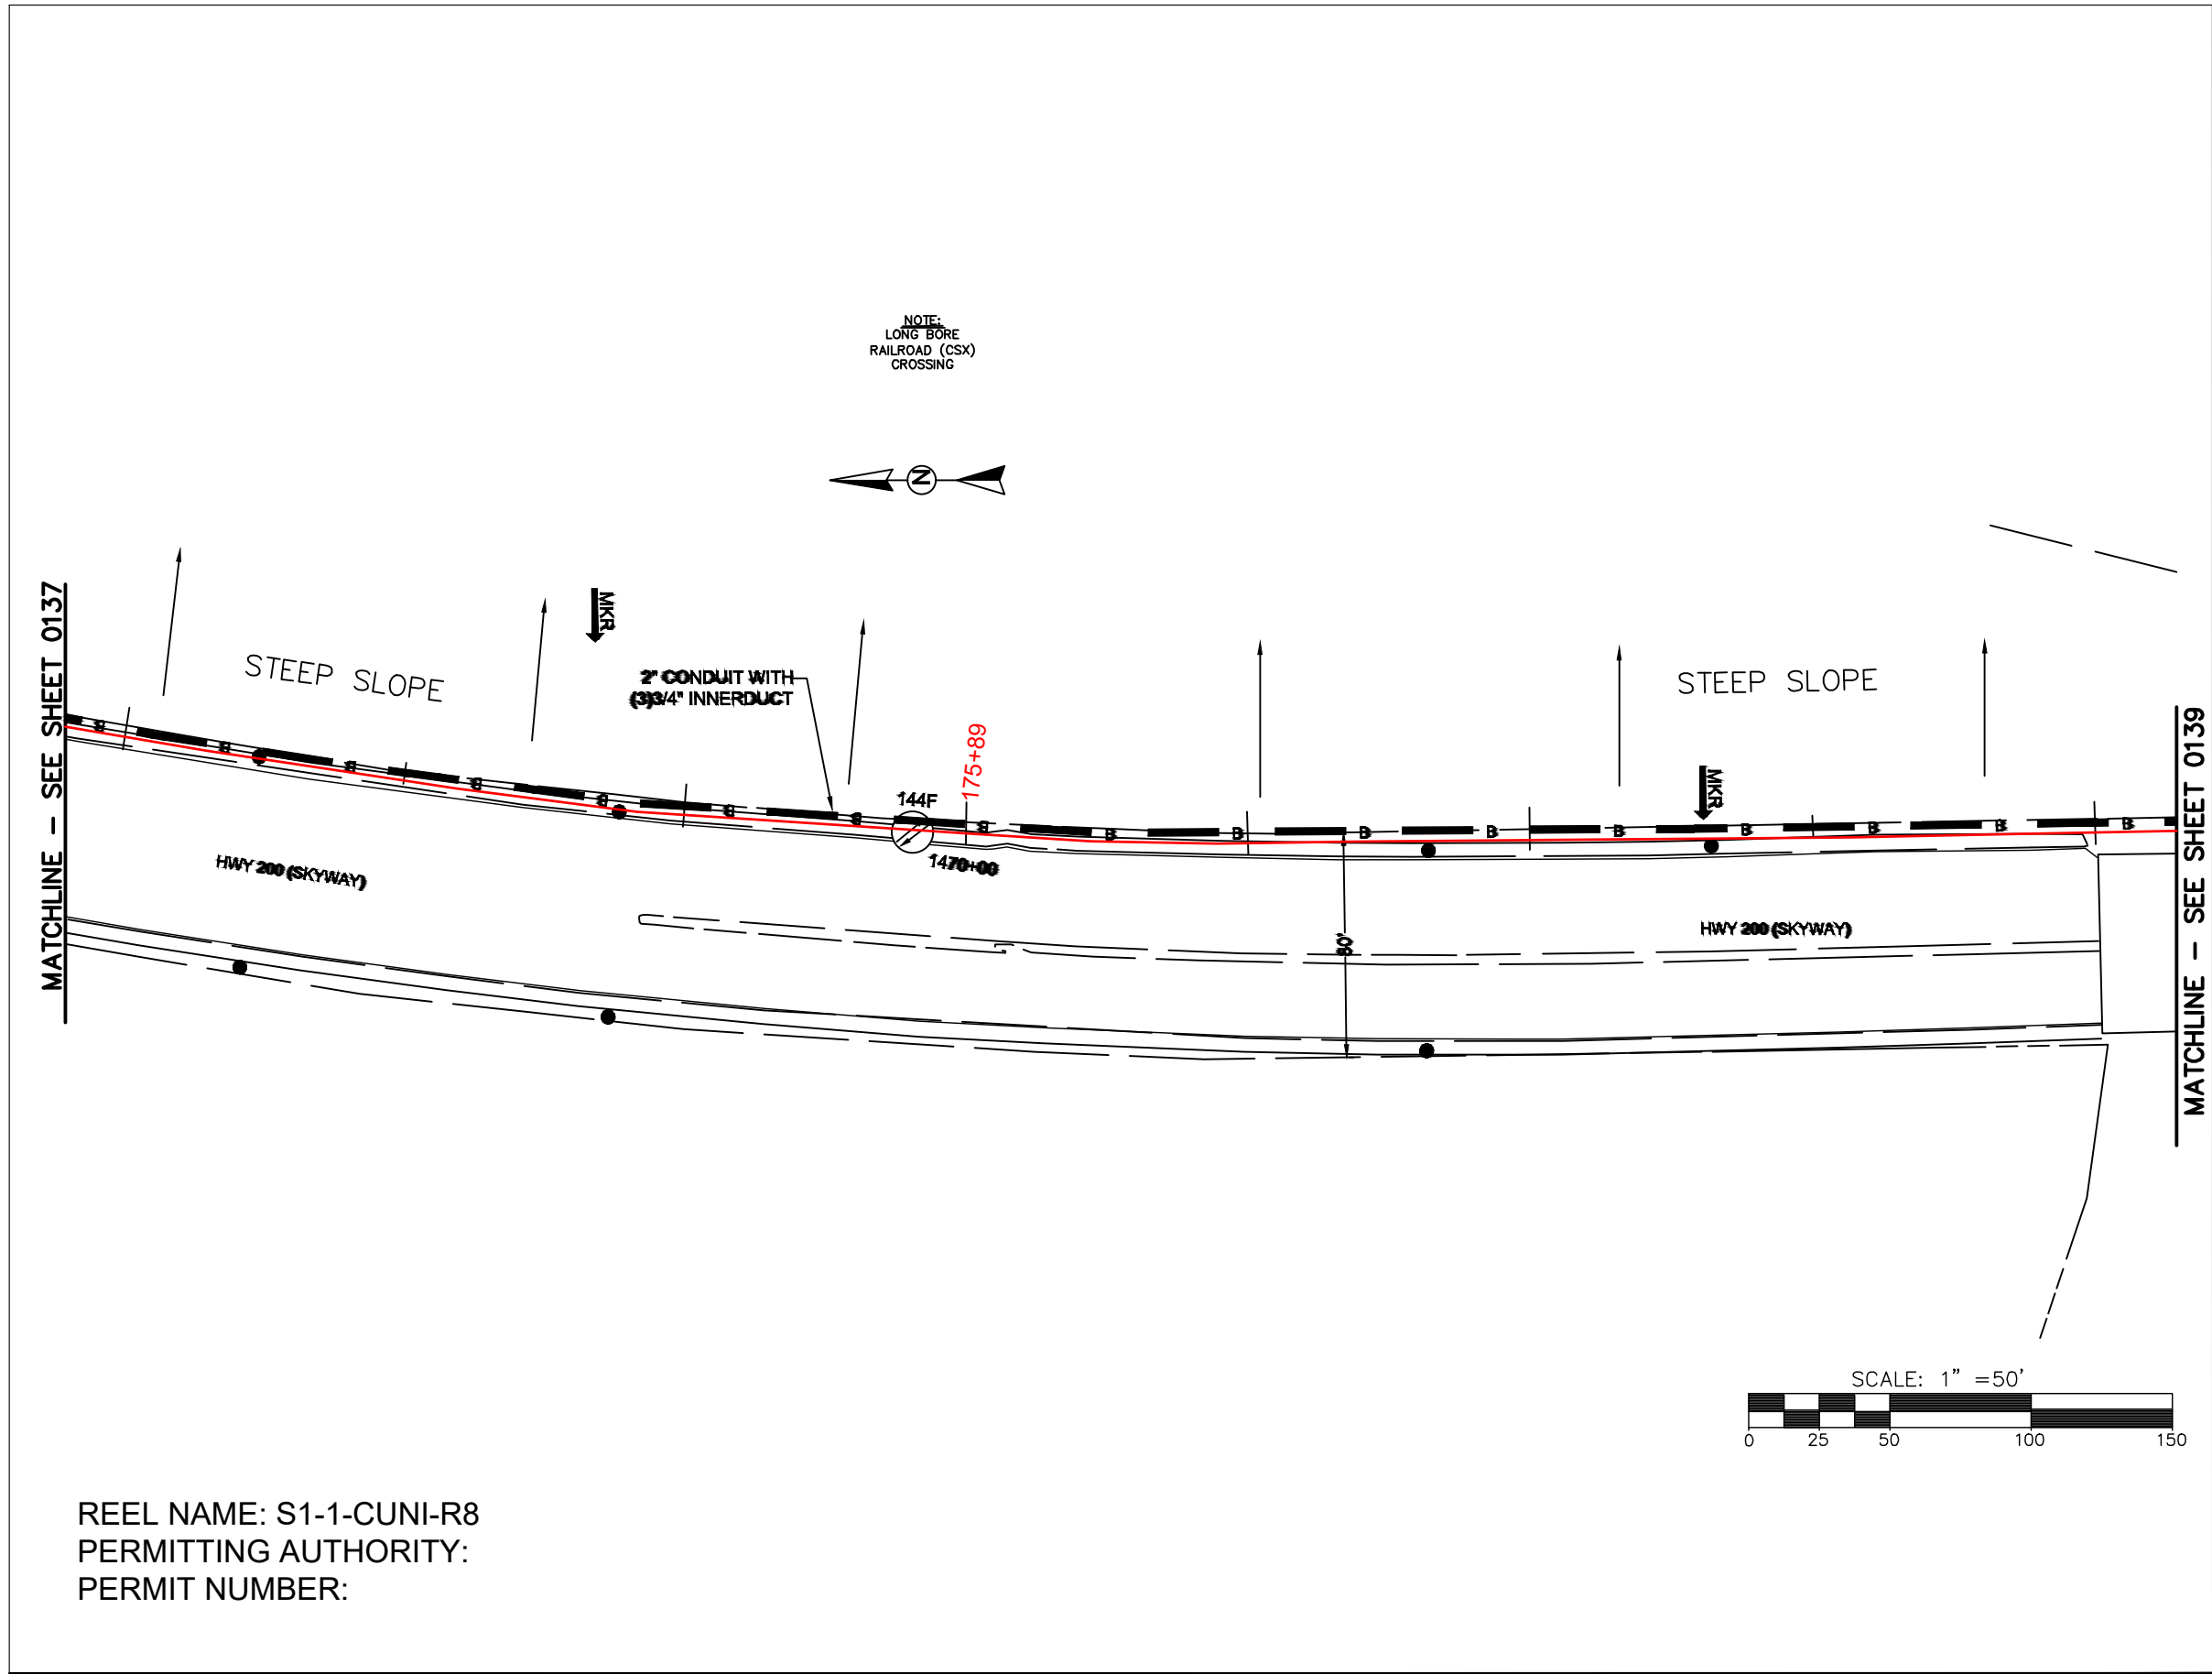 NOTE:
LONG BORE
RAILROAD (CSX)
CROSSING
N
MATCHLINE - SEE SHEET 0137
STEEP SLOPE
MKR
2" CONDUIT WITH
(3)3/4" INNERDUCT
175+89
144F
1470+00
HWY 200 (SKYWAY)
STEEP SLOPE
MKR
B B B B B B B B B B B B B B B B B
80'
HWY 200 (SKYWAY)
MATCHLINE - SEE SHEET 0139
SCALE: 1" =50'
0 25 50 100 150
REEL NAME: S1-1-CUNI-R8
PERMITTING AUTHORITY:
PERMIT NUMBER: